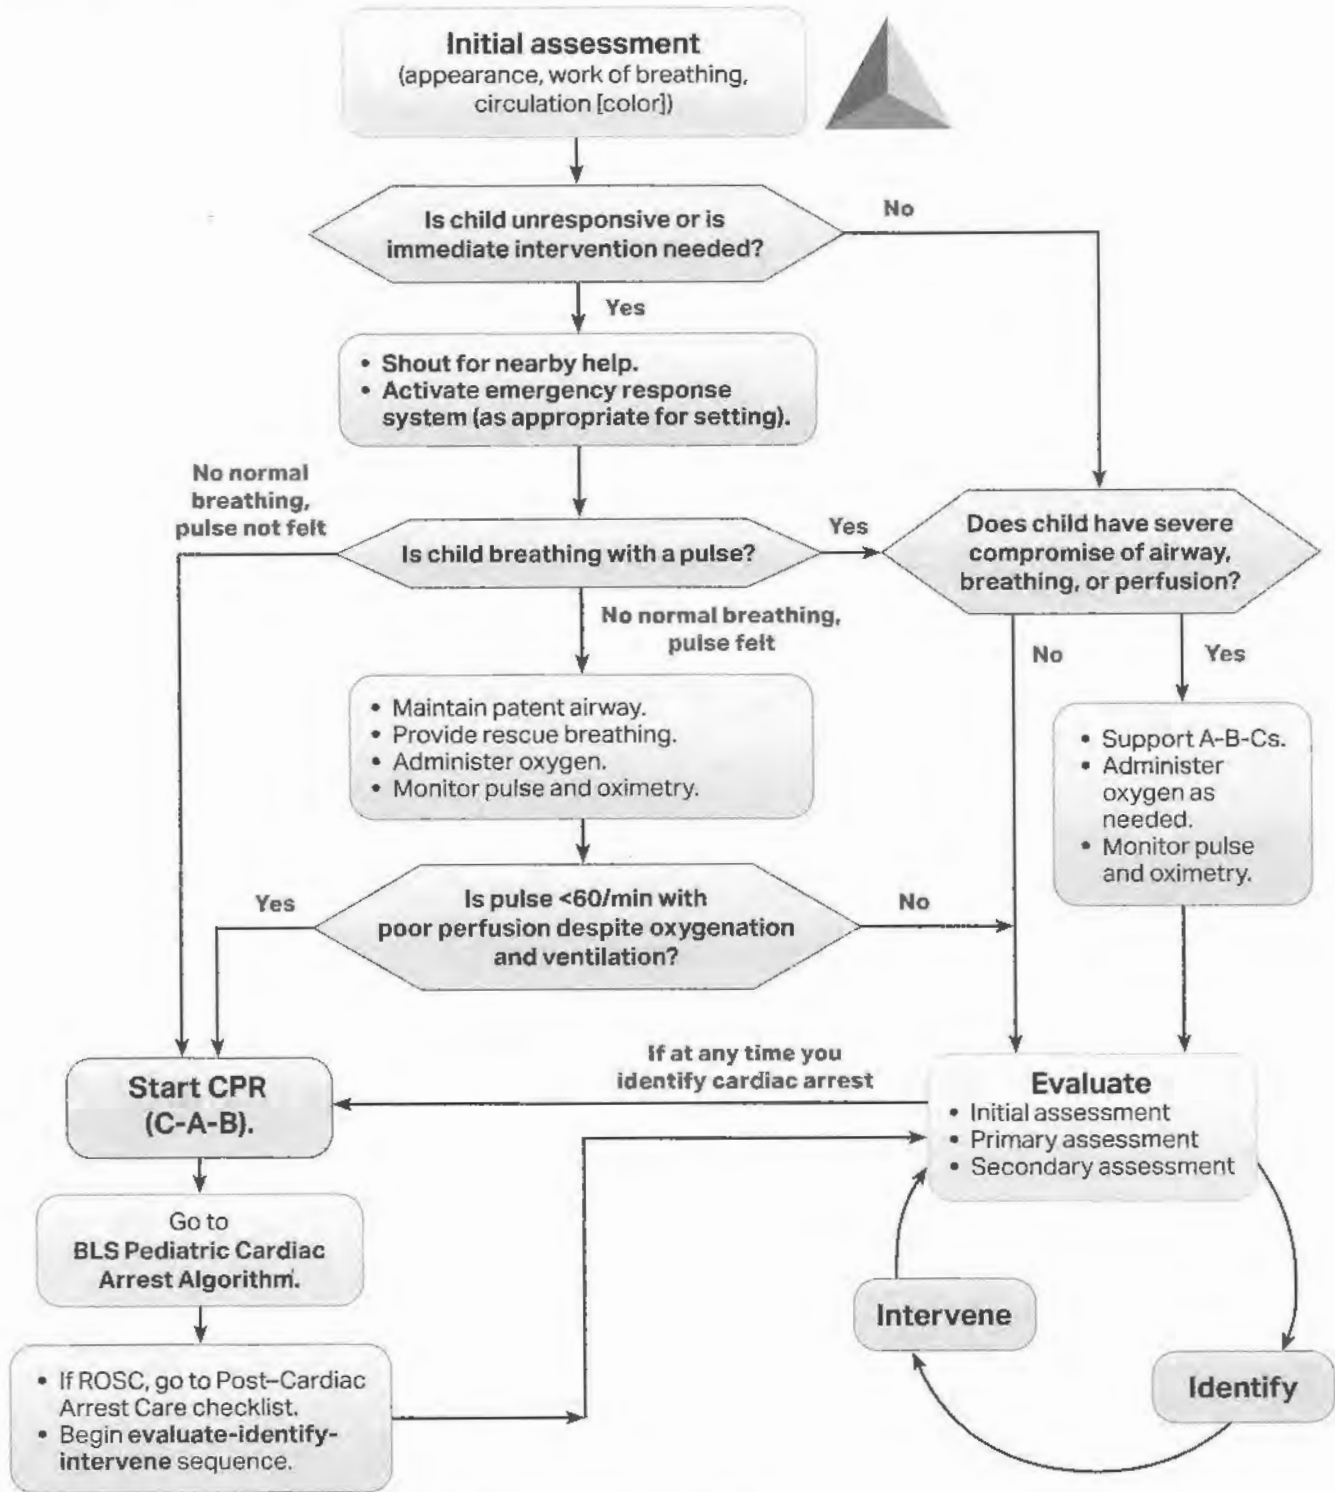 Initial assessment
(appearance, work of breathing,
circulation [color])
Is child unresponsive or is
immediate intervention needed?
No
Yes
• Shout for nearby help.
• Activate emergency response
system (as appropriate for setting).
No normal
breathing,
pulse not felt
Is child breathing with a pulse?
Yes
Does child have severe
compromise of airway,
breathing, or perfusion?
No normal breathing,
pulse felt
No
Yes
• Maintain patent airway.
• Provide rescue breathing.
• Administer oxygen.
• Monitor pulse and oximetry.
• Support A-B-Cs.
• Administer
oxygen as
needed.
• Monitor pulse
and oximetry.
Yes
Is pulse <60/min with
poor perfusion despite oxygenation
and ventilation?
No
If at any time you
identify cardiac arrest
Start CPR
(C-A-B).
Evaluate
• Initial assessment
• Primary assessment
• Secondary assessment
Go to
BLS Pediatric Cardiac
Arrest Algorithm.
Intervene
Identify
• If ROSC, go to Post–Cardiac
Arrest Care checklist.
• Begin evaluate-identify-
intervene sequence.